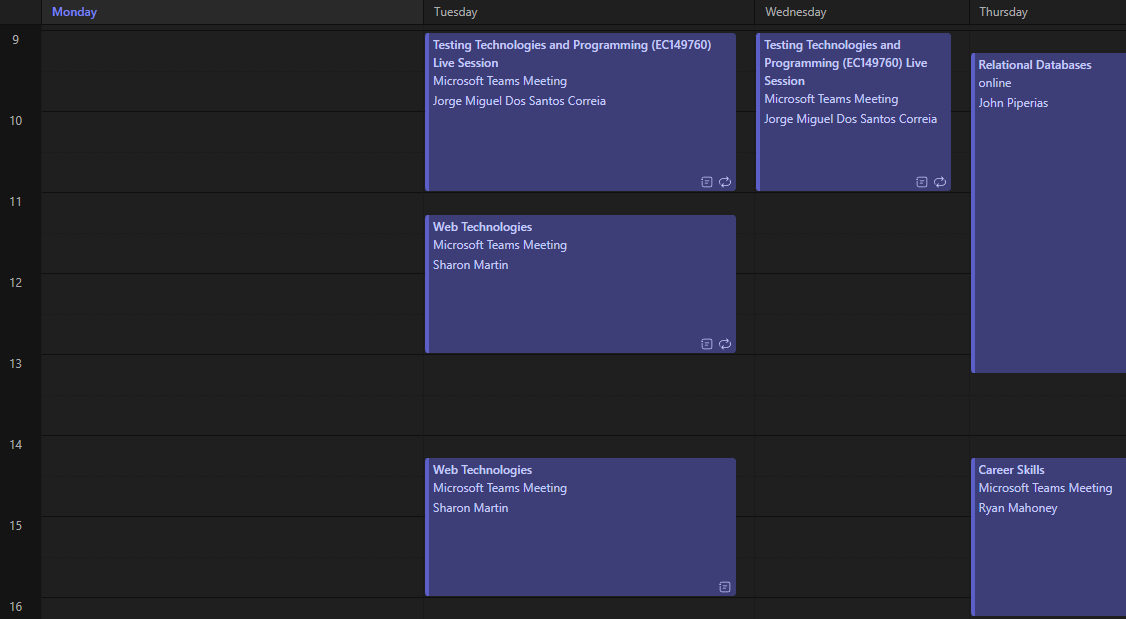 Monday
Tuesday
Wednesday
Thursday
9
10
11
12
13
14
15
16
Testing Technologies and Programming (EC149760)
Live Session
Microsoft Teams Meeting
Jorge Miguel Dos Santos Correia
Web Technologies
Microsoft Teams Meeting
Sharon Martin
Web Technologies
Microsoft Teams Meeting
Sharon Martin
Testing Technologies and
Programming (EC149760) Live
Session
Microsoft Teams Meeting
Jorge Miguel Dos Santos Correia
Relational Databases
online
John Piperias
Career Skills
Microsoft Teams Meeting
Ryan Mahoney